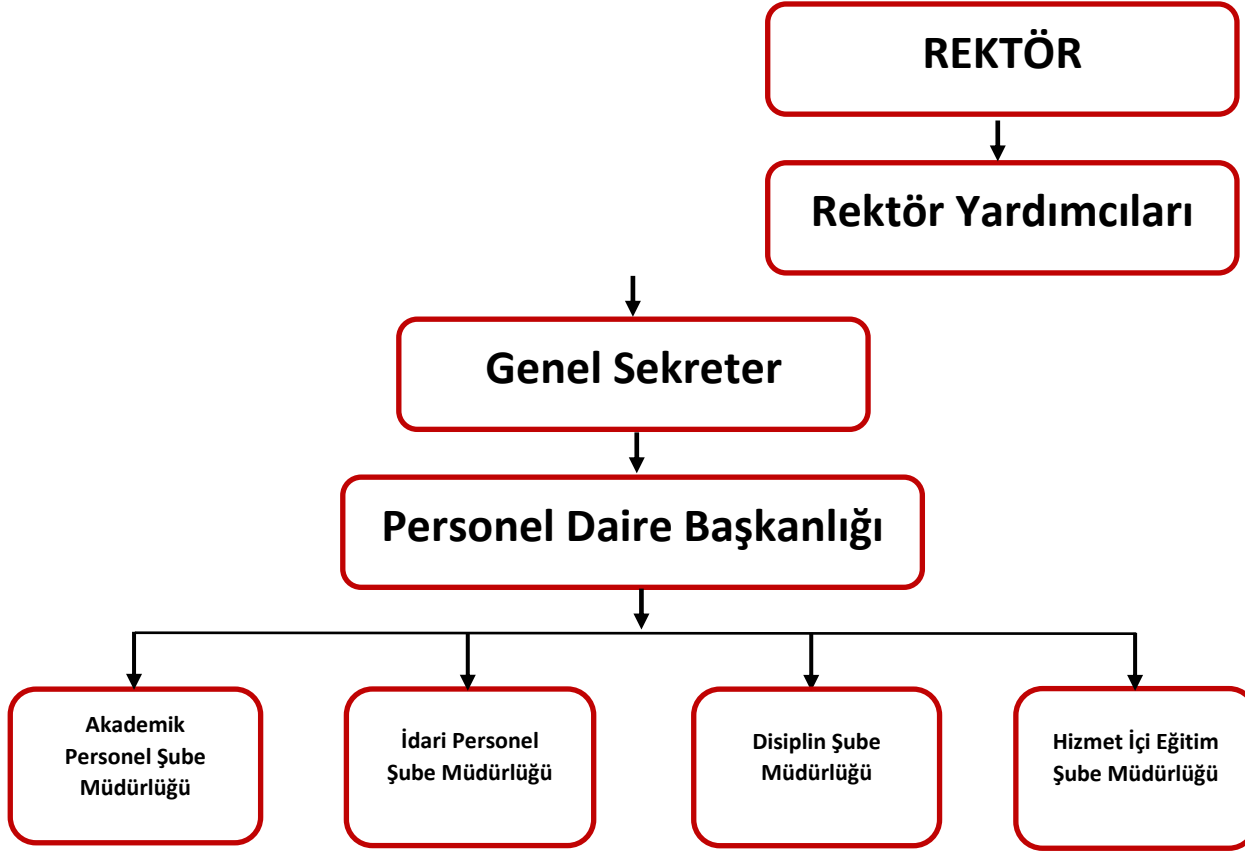 REKTÖR
Rektör Yardımcıları
Genel Sekreter
Personel Daire Başkanlığı
Akademik
Personel Şube
Müdürlüğü
İdari Personel
Şube Müdürlüğü
Disiplin Şube
Müdürlüğü
Hizmet İçi Eğitim
Şube Müdürlüğü